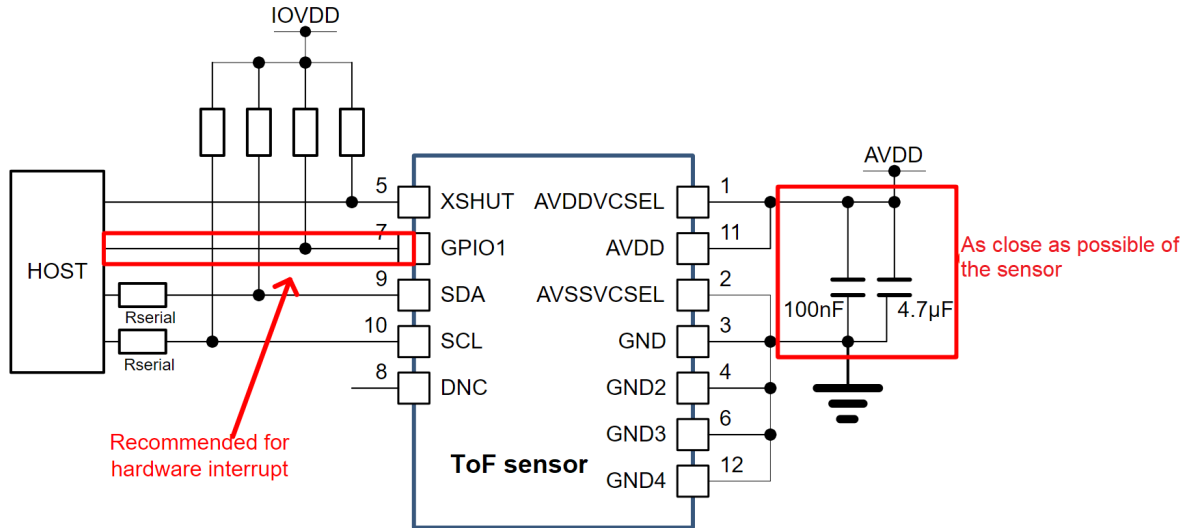 IOVDD
AVDD
HOST
5
XSHUT
AVDDVCSEL
1
7
GPIO1
AVDD
11
9
SDA
AVSSVCSEL
2
10
SCL
GND
3
8
DNC
GND2
4
GND3
6
GND4
12
Rserial
Rserial
100nF
4.7µF
As close as possible of
the sensor
Recommended for
hardware interrupt
ToF sensor